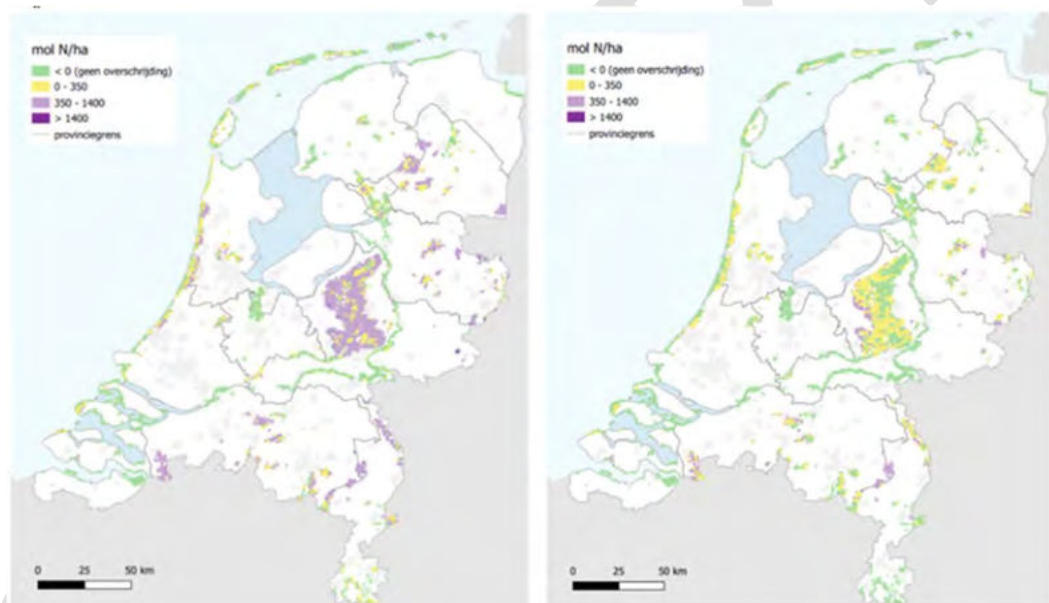 mol N/ha
< 0 (geen overschrijding)
0 - 350
350 - 1400
> 1400
provinciegrens
0 25 50 km
mol N/ha
< 0 (geen overschrijding)
0 - 350
350 - 1400
> 1400
provinciegrens
0 25 50 km